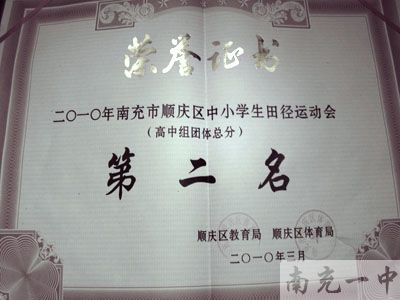 荣誉证书
二〇一〇年南充市顺庆区中小学生田径运动会
(高中组团体总分)
第二名
顺庆区教育局 顺庆区体育局
二〇一〇年三月
南充一中